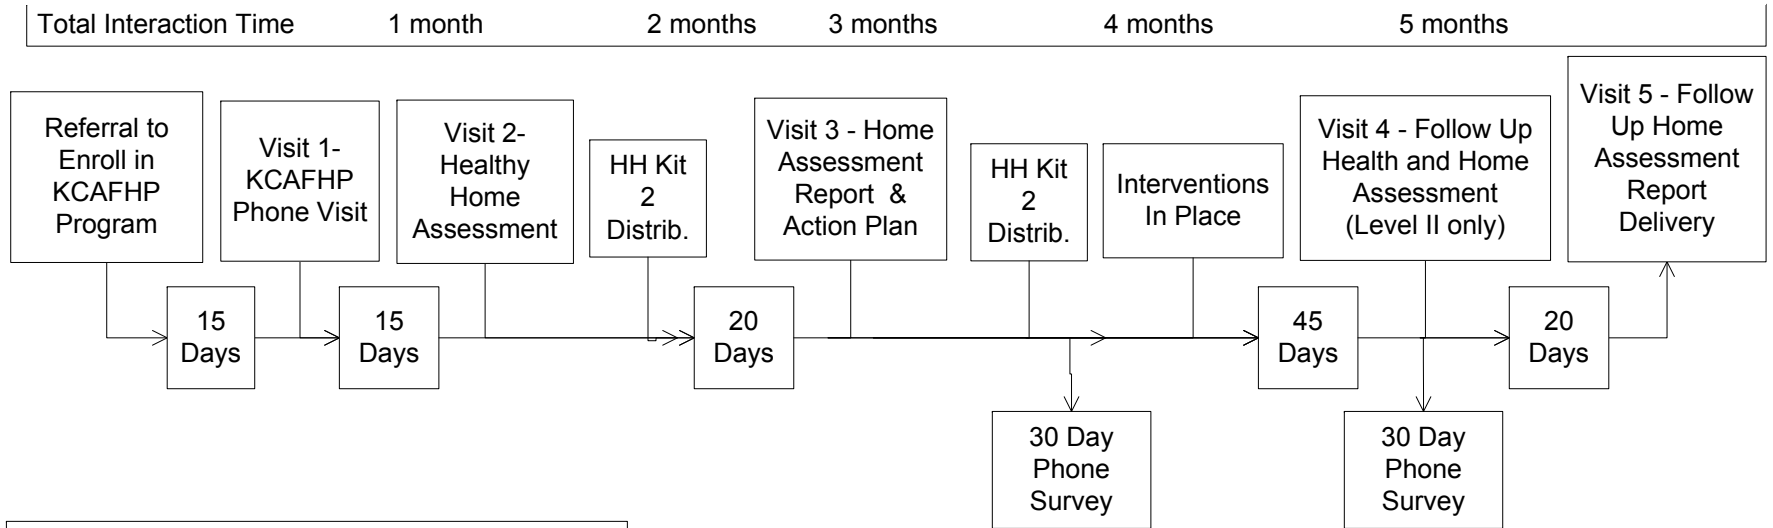 Total Interaction Time 1 month 2 months 3 months 4 months 5 months
Referral to
Enroll in
KCAFHP
Program
Visit 1-
KCAFHP
Phone Visit
Visit 2-
Healthy
Home
Assessment
HH Kit
2
Distrib.
Visit 3 - Home
Assessment
Report &
Action Plan
HH Kit
2
Distrib.
Interventions
In Place
Visit 4 - Follow Up
Health and Home
Assessment
(Level II only)
Visit 5 - Follow
Up Home
Assessment
Report
Delivery
15
Days
15
Days
20
Days
45
Days
20
Days
30 Day
Phone
Survey
30 Day
Phone
Survey